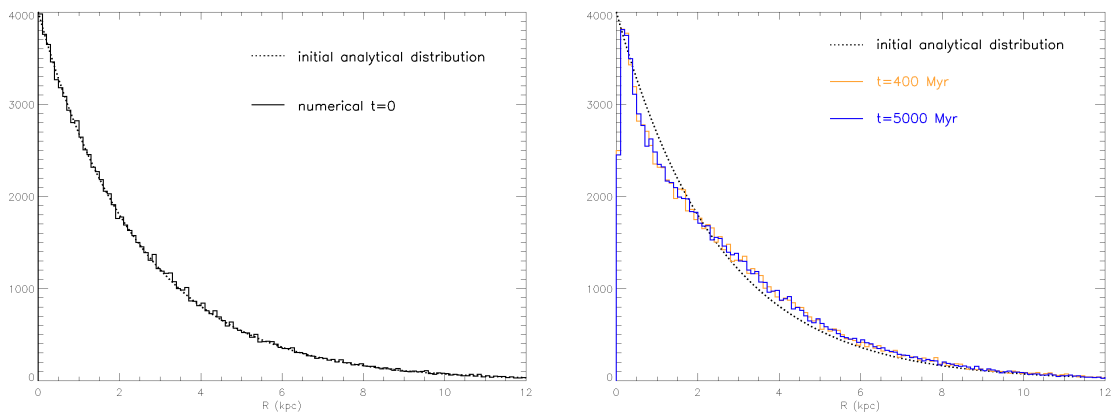 4000
3000
2000
1000
0
0 2 4 6 8 10 12
R (kpc)
initial analytical distribution
numerical t=0
4000
3000
2000
1000
0
0 2 4 6 8 10 12
R (kpc)
initial analytical distribution
t=400 Myr
t=5000 Myr